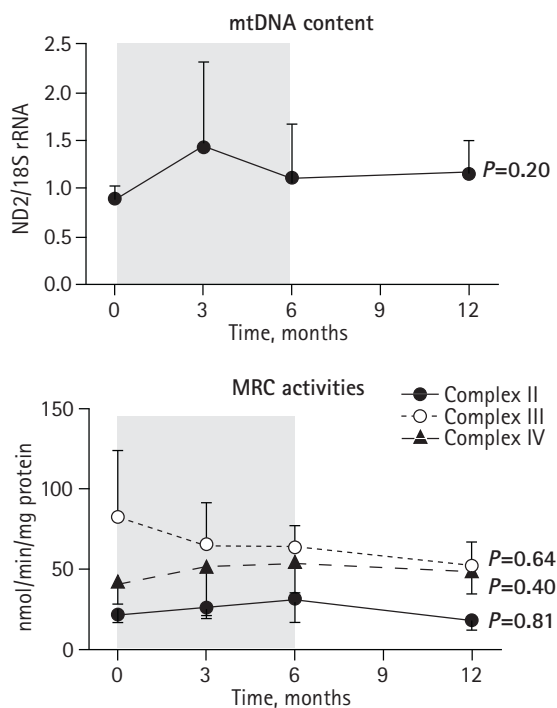 mtDNA content
ND2/18S rRNA
2.5
2.0
1.5
1.0
0.5
0.0
P=0.20
0 3 6 9 12
Time, months
MRC activities
Complex II
Complex III
Complex IV
nmol/min/mg protein
150
100
50
0
P=0.64
P=0.40
P=0.81
0 3 6 9 12
Time, months